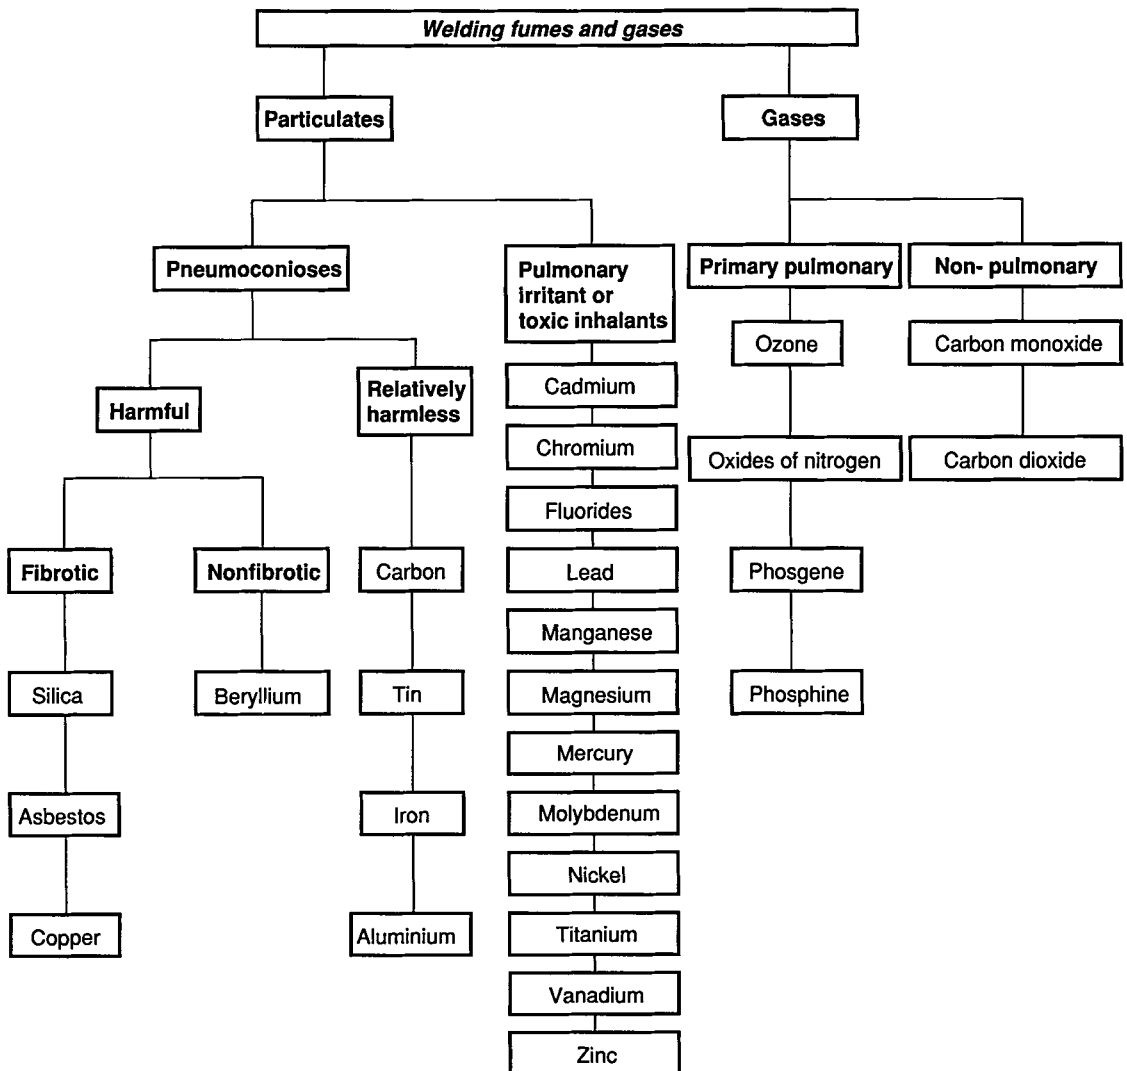 Welding fumes and gases
Particulates
Gases
Pneumoconioses
Pulmonary
irritant or
toxic inhalants
Primary pulmonary
Non- pulmonary
Harmful
Relatively
harmless
Fibrotic
Nonfibrotic
Silica
Asbestos
Copper
Beryllium
Carbon
Tin
Iron
Aluminium
Cadmium
Chromium
Fluorides
Lead
Manganese
Magnesium
Mercury
Molybdenum
Nickel
Titanium
Vanadium
Zinc
Ozone
Oxides of nitrogen
Phosgene
Phosphine
Carbon monoxide
Carbon dioxide